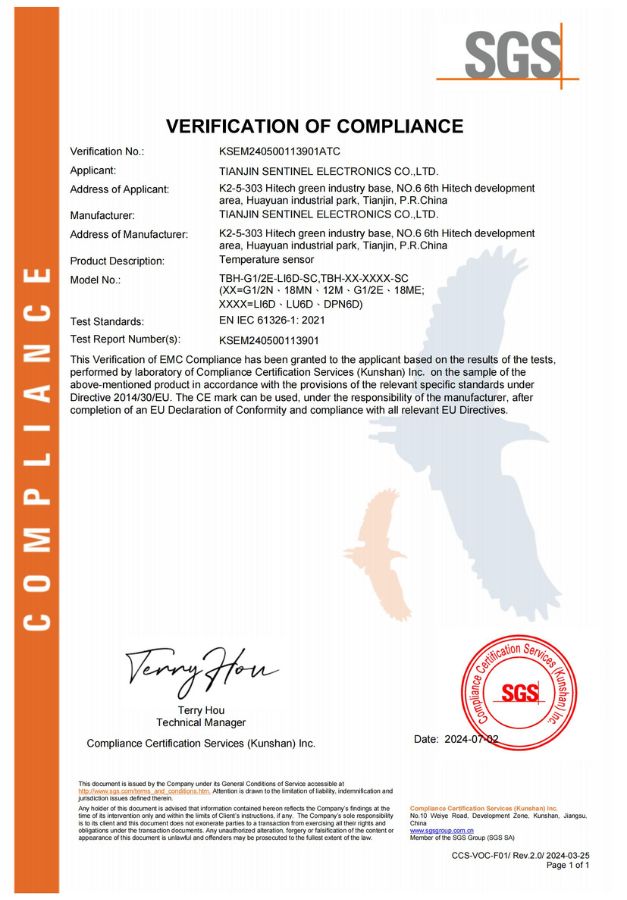 SGS
COMPLIANCE
VERIFICATION OF COMPLIANCE
Verification No.: KSEM240500113901ATC
Applicant: TIANJIN SENTINEL ELECTRONICS CO.,LTD.
Address of Applicant: K2-5-303 Hitech green industry base, NO.6 6th Hitech development
area, Huayuan industrial park, Tianjin, P.R.China
Manufacturer: TIANJIN SENTINEL ELECTRONICS CO.,LTD.
Address of Manufacturer: K2-5-303 Hitech green industry base, NO.6 6th Hitech development
area, Huayuan industrial park, Tianjin, P.R.China
Product Description: Temperature sensor
Model No.: TBH-G1/2E-LI6D-SC,TBH-XX-XXXX-SC
(XX=G1/2N、18MN、12M、G1/2E、18ME;
XXXX=LI6D、LU6D、DPN6D)
Test Standards: EN IEC 61326-1: 2021
Test Report Number(s): KSEM240500113901
This Verification of EMC Compliance has been granted to the applicant based on the results of the tests,
performed by laboratory of Compliance Certification Services (Kunshan) Inc. on the sample of the
above-mentioned product in accordance with the provisions of the relevant specific standards under
Directive 2014/30/EU. The CE mark can be used, under the responsibility of the manufacturer, after
completion of an EU Declaration of Conformity and compliance with all relevant EU Directives.
Terry Hou
Terry Hou
Technical Manager
Compliance Certification Services (Kunshan) Inc.
Compliance Certification Services (Kunshan) Inc.
SGS
Date: 2024-07-02
This document is issued by the Company under its General Conditions of Service accessible at
http://www.sgs.com/terms_and_conditions.htm. Attention is drawn to the limitation of liability, indemnification and
jurisdiction issues defined therein.
Any holder of this document is advised that information contained hereon reflects the Company's findings at the
time of its intervention only and within the limits of Client's instructions, if any. The Company's sole responsibility
is to its client and this document does not exonerate parties to a transaction from exercising all their rights and
obligations under the transaction documents. Any unauthorized alteration, forgery or falsification of the content or
appearance of this document is unlawful and offenders may be prosecuted to the fullest extent of the law.
Compliance Certification Services (Kunshan) Inc.
No.10 Weiye Road, Development Zone, Kunshan, Jiangsu,
China
www.sgsgroup.com.cn
Member of the SGS Group (SGS SA)
CCS-VOC-F01/ Rev.2.0/ 2024-03-25
Page 1 of 1